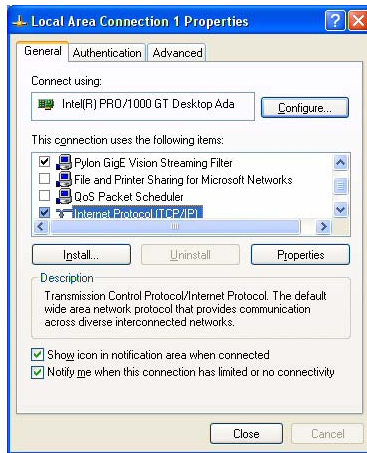 Local Area Connection 1 Properties
General Authentication Advanced
Connect using:
Intel(R) PRO/1000 GT Desktop Ada
Configure...
This connection uses the following items:
Pylon GigE Vision Streaming Filter
File and Printer Sharing for Microsoft Networks
QoS Packet Scheduler
Internet Protocol (TCP/IP)
Install... Uninstall Properties
Description
Transmission Control Protocol/Internet Protocol. The default
wide area network protocol that provides communication
across diverse interconnected networks.
Show icon in notification area when connected
Notify me when this connection has limited or no connectivity
Close Cancel